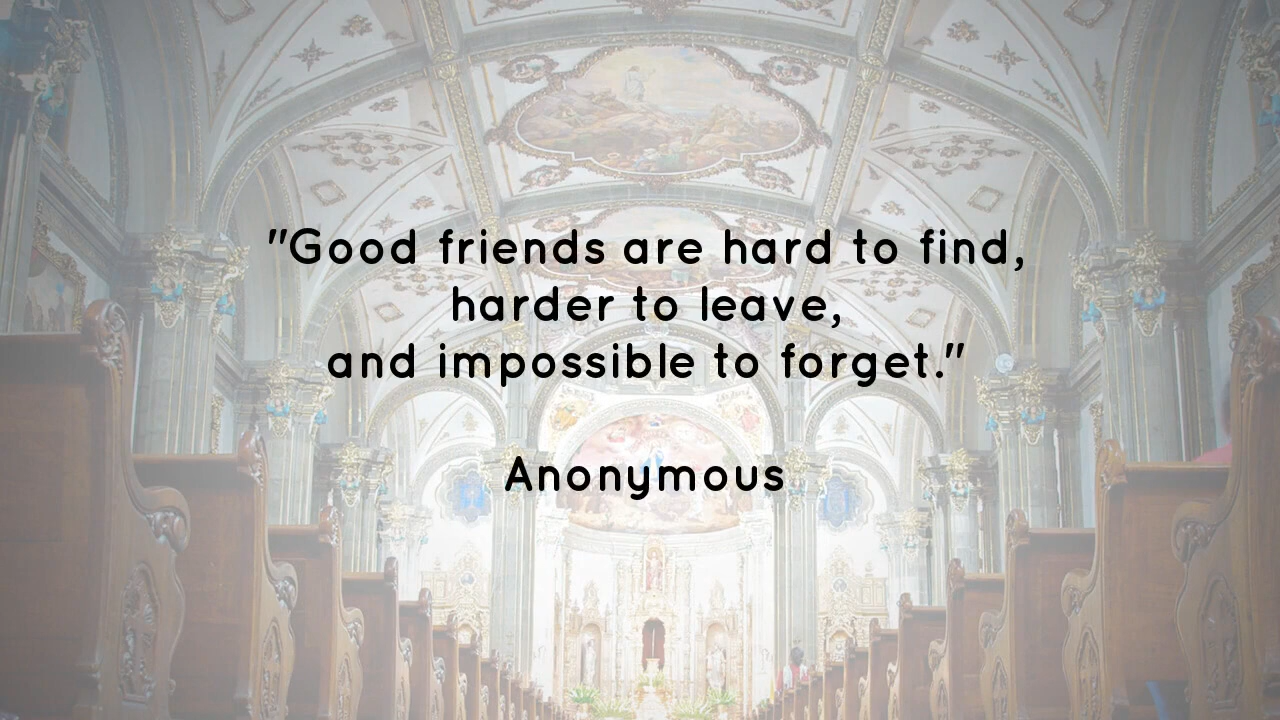 "Good friends are hard to find,
harder to leave,
and impossible to forget."
Anonymous